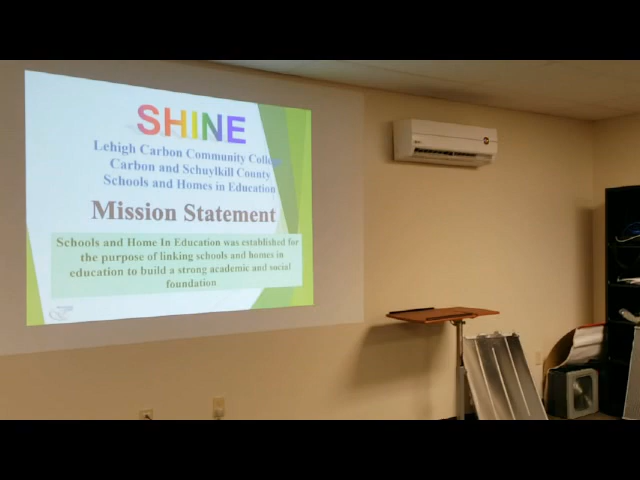 SHINE
Lehigh Carbon Community College
Carbon and Schuylkill County
Schools and Homes in Education
Mission Statement
Schools and Home In Education was established for
the purpose of linking schools and homes in
education to build a strong academic and social
foundation